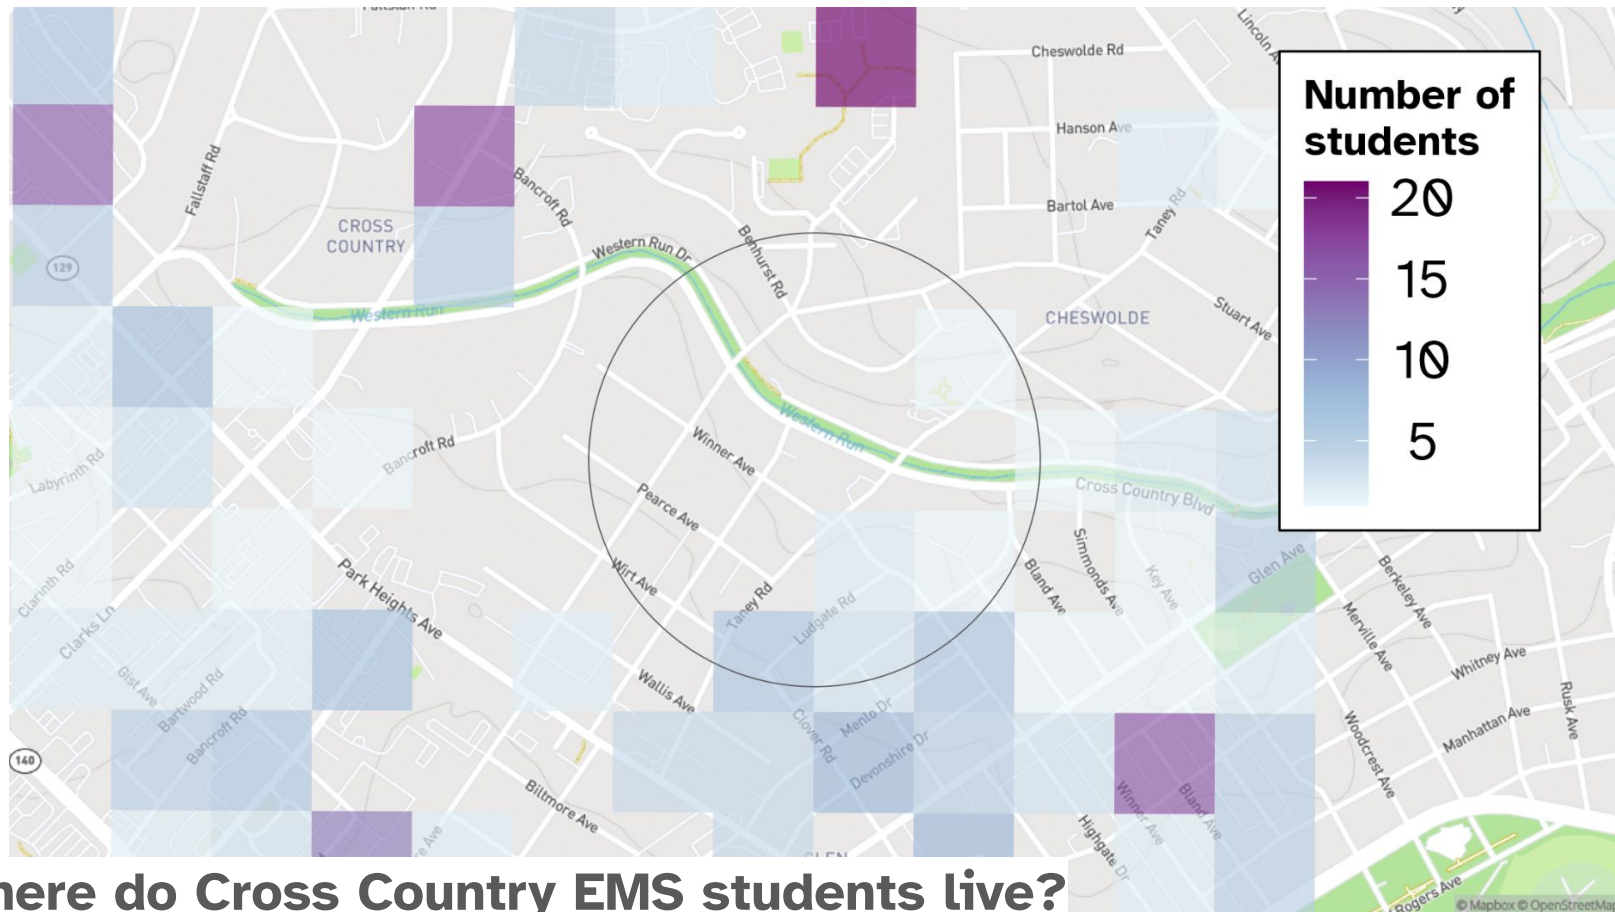 Cheswolde Rd
Hanson Ave
Bartol Ave
Taney Rd
Stuart Ave
Fallstaff Rd
Bancroft Rd
CROSS
COUNTRY
129
Western Run Dr
Benhurst Rd
Western Run
CHESWOLDE
Number of
students
20
15
10
5
Labyrinth Rd
Bancroft Rd
Winner Ave
Western Run
Pearce Ave
Cross Country Blvd
Clarinth Rd
Clarks Ln
Park Heights Ave
Wirt Ave
Taney Rd
Ludgate Rd
Bland Ave
Simmonds Ave
Key Ave
Glen Ave
Berkeley Ave
Merville Ave
Whitney Ave
Rusk Ave
Manhattan Ave
Woodcrest Ave
Gist Ave
Bartwood Rd
Bancroft Rd
Wallis Ave
Clover Rd
Menlo Dr
Devonshire Dr
Winner Ave
Bland Ave
140
Biltmore Ave
Highgate Dr
Rogers Ave
here do Cross Country EMS students live?
© Mapbox © OpenStreetMap